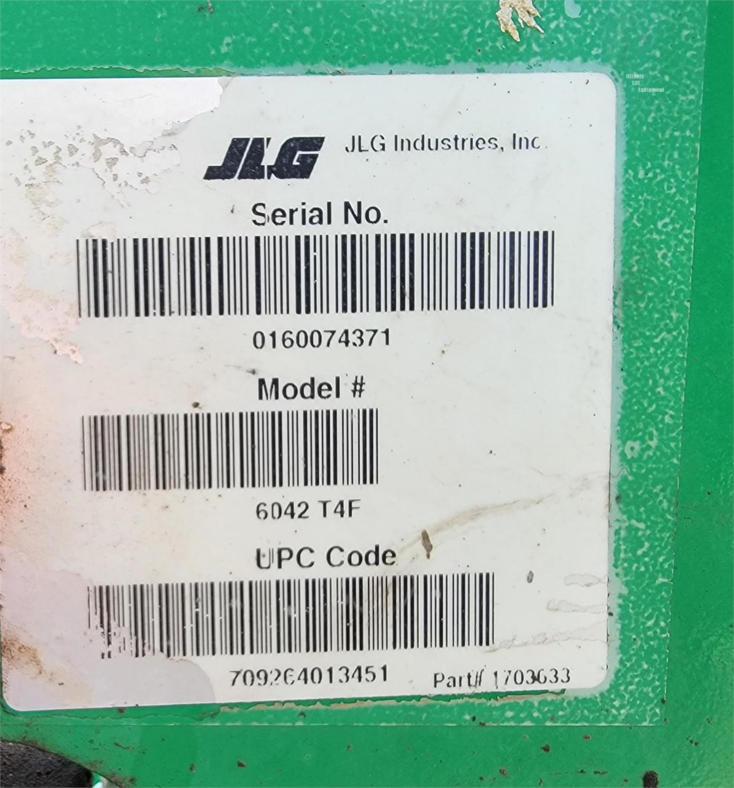 JLG JLG Industries, Inc
Serial No.
0160074371
Model #
6042 T4F
UPC Code
709264013451 Part# 1703633